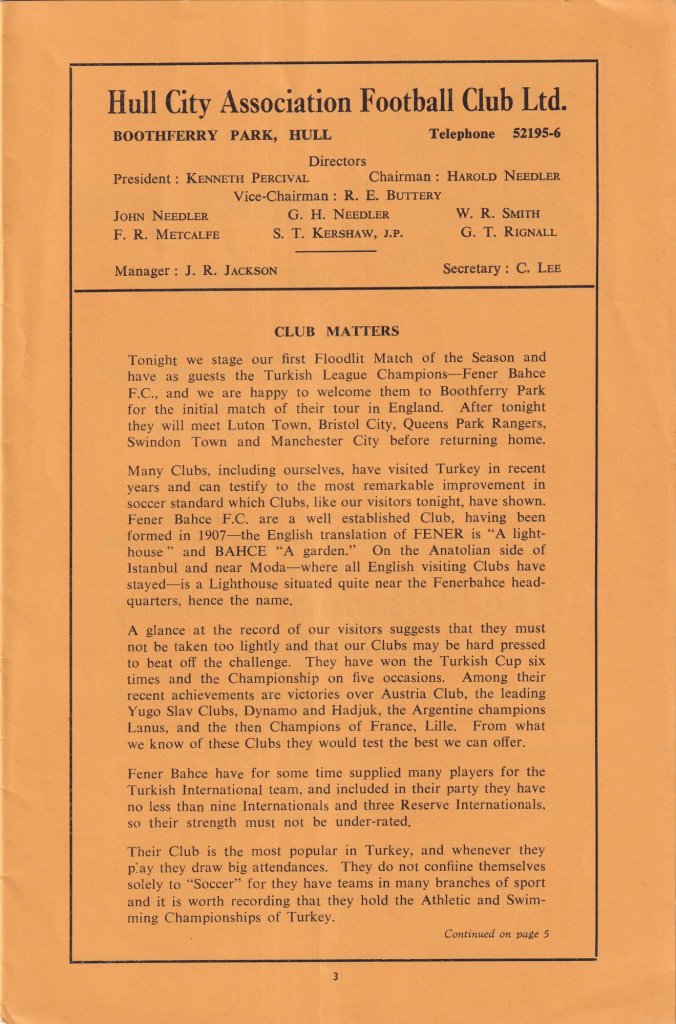 Hull City Association Football Club Ltd.
BOOTHFERRY PARK, HULL Telephone 52195-6
Directors
President : KENNETH PERCIVAL Chairman : HAROLD NEEDLER
Vice-Chairman : R. E. BUTTERY
JOHN NEEDLER G. H. NEEDLER W. R. SMITH
F. R. METCALFE S. T. KERSHAW, J.P. G. T. RIGNALL
Manager : J. R. JACKSON Secretary : C. LEE
CLUB MATTERS
Tonight we stage our first Floodlit Match of the Season and
have as guests the Turkish League Champions—Fener Bahce
F.C., and we are happy to welcome them to Boothferry Park
for the initial match of their tour in England. After tonight
they will meet Luton Town, Bristol City, Queens Park Rangers,
Swindon Town and Manchester City before returning home.
Many Clubs, including ourselves, have visited Turkey in recent
years and can testify to the most remarkable improvement in
soccer standard which Clubs, like our visitors tonight, have shown.
Fener Bahce F.C. are a well established Club, having been
formed in 1907—the English translation of FENER is "A light-
house" and BAHCE "A garden." On the Anatolian side of
Istanbul and near Moda—where all English visiting Clubs have
stayed—is a Lighthouse situated quite near the Fenerbahce head-
quarters, hence the name.
A glance at the record of our visitors suggests that they must
not be taken too lightly and that our Clubs may be hard pressed
to beat off the challenge. They have won the Turkish Cup six
times and the Championship on five occasions. Among their
recent achievements are victories over Austria Club, the leading
Yugo Slav Clubs, Dynamo and Hadjuk, the Argentine champions
Lanus, and the then Champions of France, Lille. From what
we know of these Clubs they would test the best we can offer.
Fener Bahce have for some time supplied many players for the
Turkish International team, and included in their party they have
no less than nine Internationals and three Reserve Internationals,
so their strength must not be under-rated.
Their Club is the most popular in Turkey, and whenever they
play they draw big attendances. They do not confiine themselves
solely to "Soccer" for they have teams in many branches of sport
and it is worth recording that they hold the Athletic and Swim-
ming Championships of Turkey.
Continued on page 5
3